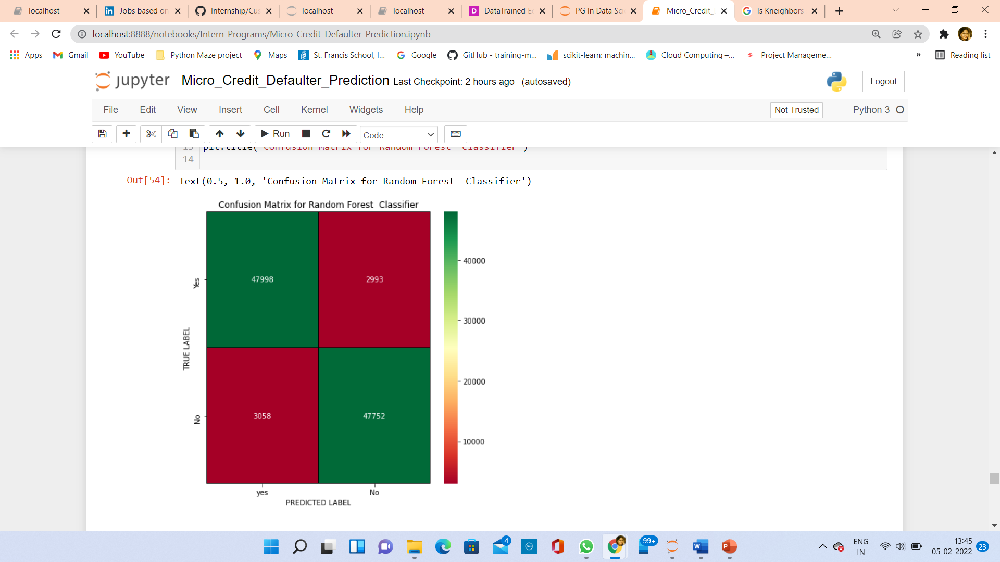 localhost
Jobs based on
Internship/Cus
localhost
localhost
DataTrained E
PG In Data Sci
Micro_Credit_
Is Kneighbors
localhost:8888/notebooks/Intern_Programs/Micro_Credit_Defaulter_Prediction.ipynb
Apps
Gmail
YouTube
Python Maze project
Maps
St. Francis School, I...
Google
GitHub - training-m...
scikit-learn: machin...
Cloud Computing –...
Project Manageme...
»
Reading list
jupyter
Micro_Credit_Defaulter_Prediction Last Checkpoint: 2 hours ago (autosaved)
Logout
File
Edit
View
Insert
Cell
Kernel
Widgets
Help
Not Trusted
Python 3
Run
Code
13 plt.title('Confusion Matrix for Random Forest  Classifier')
14
Out[54]: Text(0.5, 1.0, 'Confusion Matrix for Random Forest  Classifier')
Confusion Matrix for Random Forest  Classifier
40000
30000
20000
10000
47998
2993
3058
47752
Yes
No
TRUE LABEL
yes
No
PREDICTED LABEL
4
DELL
99+
ENG
IN
13:45
05-02-2022
23